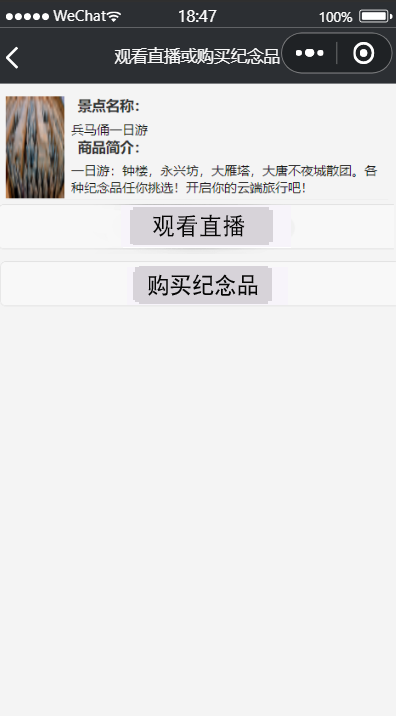 WeChat 18:47 100%
观看直播或购买纪念品
景点名称：
兵马俑一日游
商品简介：
一日游：钟楼，永兴坊，大雁塔，大唐不夜城散团。各
种纪念品任你挑选！开启你的云端旅行吧！
观看直播
购买纪念品